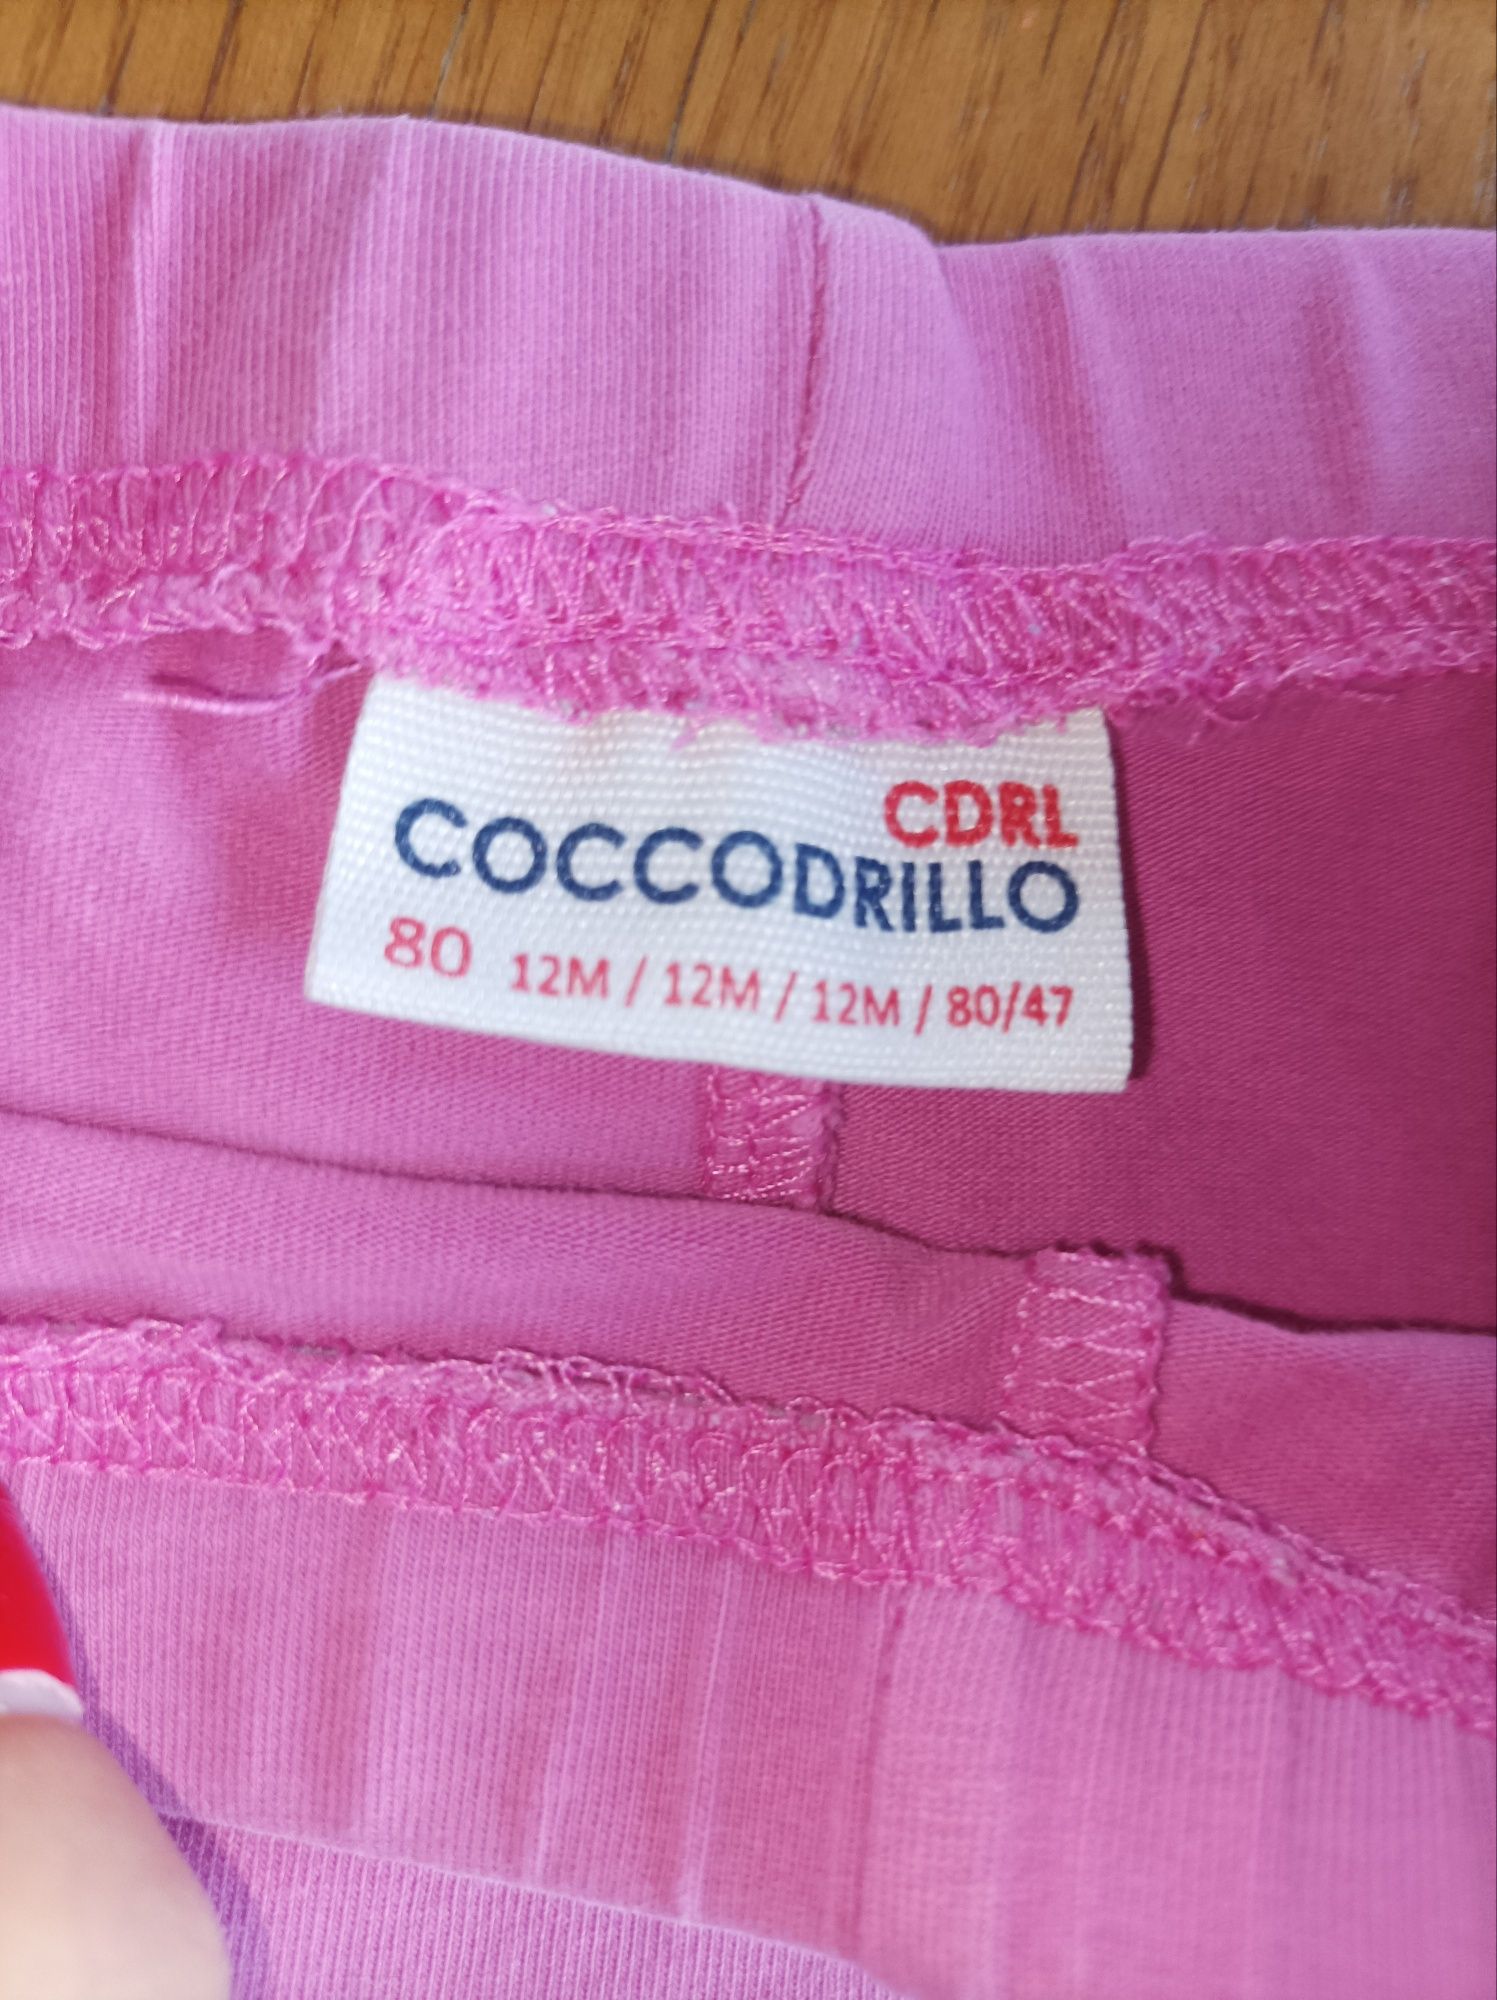 CDRL
COCCODRILLO
80 12M / 12M / 12M / 80/47